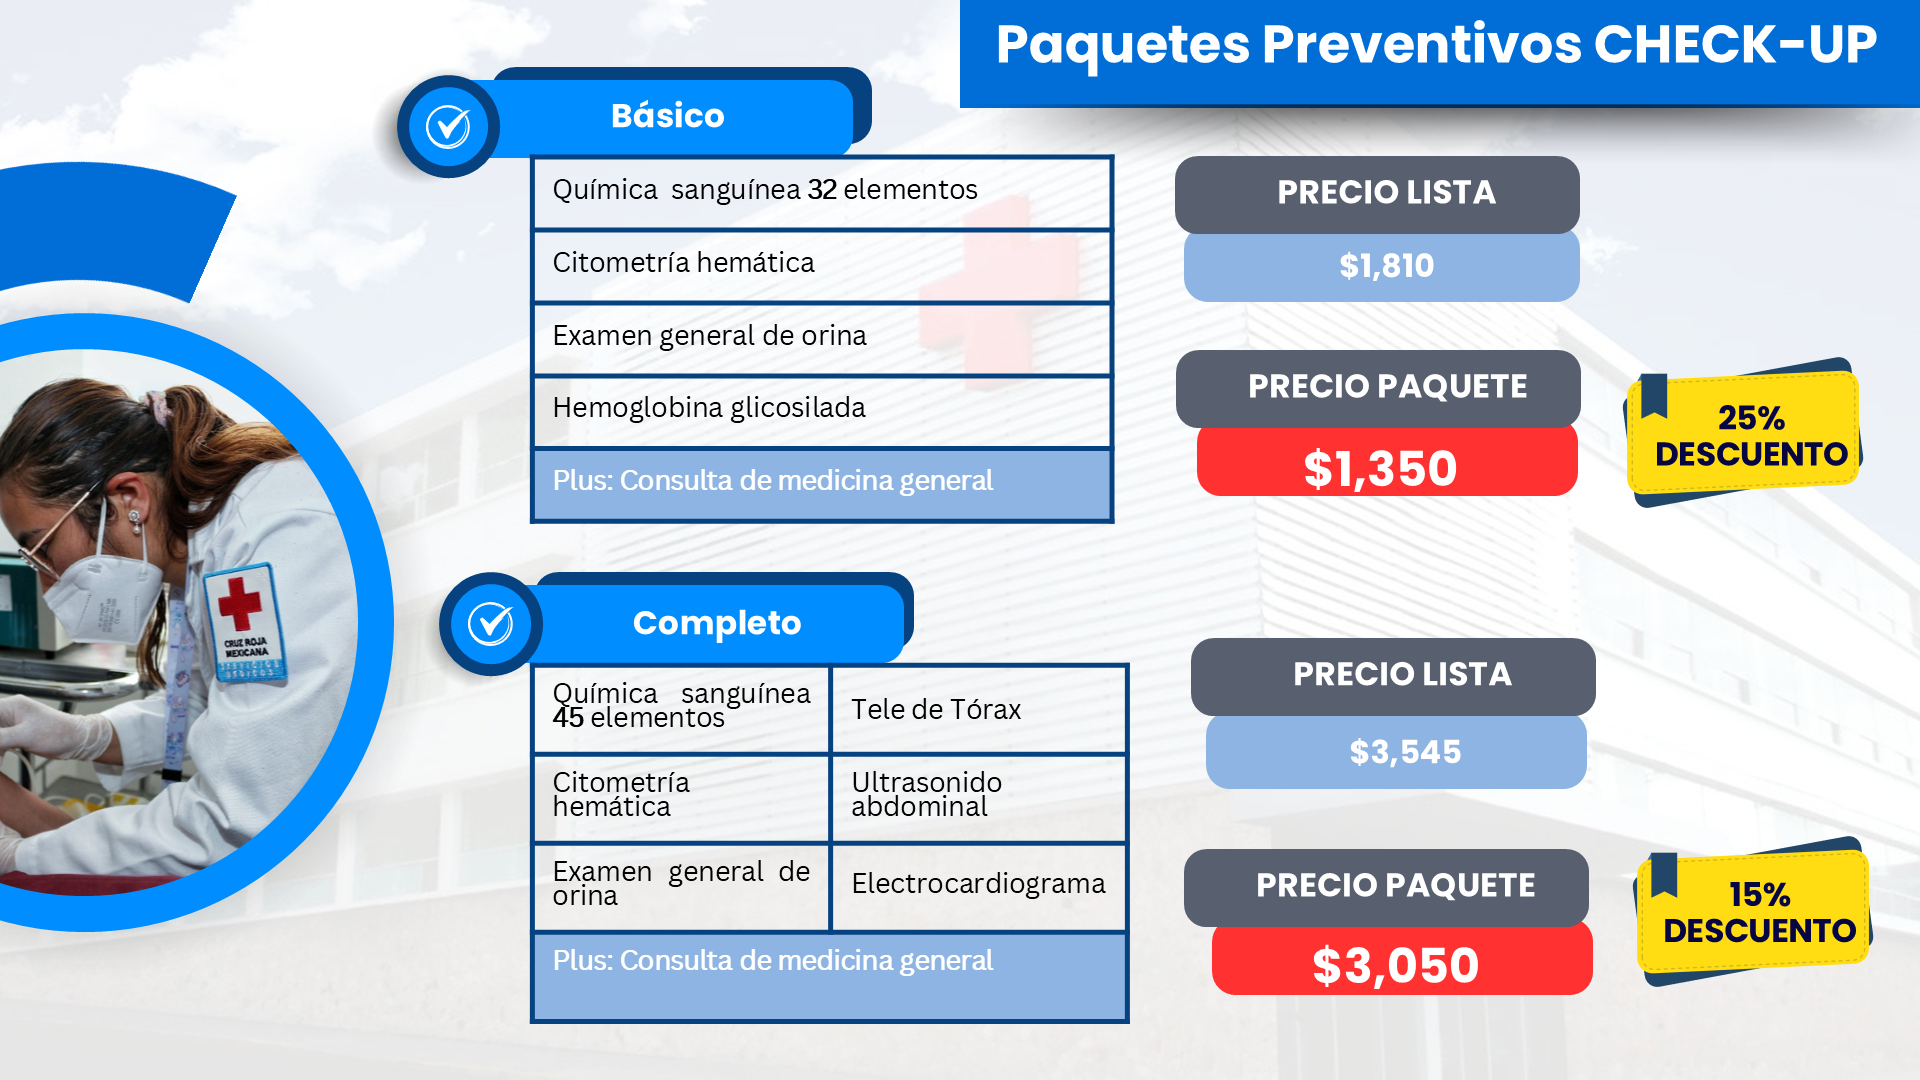 Paquetes Preventivos CHECK-UP
Básico
Química sanguínea 32 elementos
Citometría hemática
Examen general de orina
Hemoglobina glicosilada
Plus: Consulta de medicina general
PRECIO LISTA
$1,810
PRECIO PAQUETE
$1,350
25%
DESCUENTO
Completo
Química sanguínea
45 elementos
Tele de Tórax
Citometría
hemática
Ultrasonido
abdominal
Examen general de
orina
Electrocardiograma
Plus: Consulta de medicina general
PRECIO LISTA
$3,545
PRECIO PAQUETE
$3,050
15%
DESCUENTO
CRUZ ROJA
MEXICANA